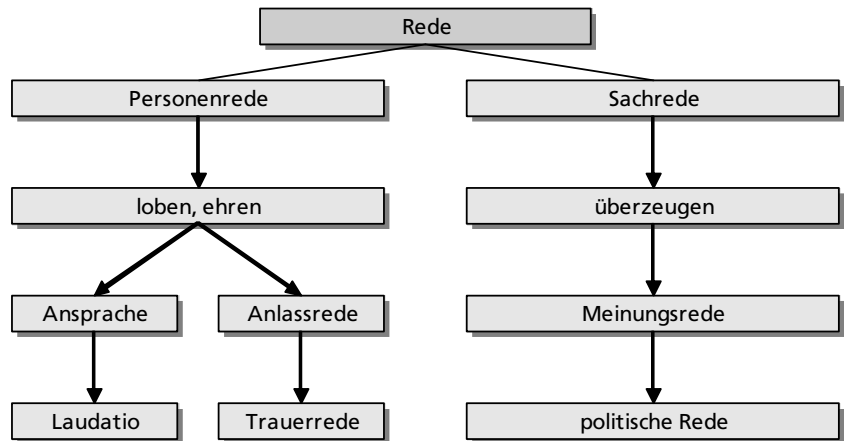 Rede
Personenrede
Sachrede
loben, ehren
überzeugen
Ansprache
Anlassrede
Meinungsrede
Laudatio
Trauerrede
politische Rede